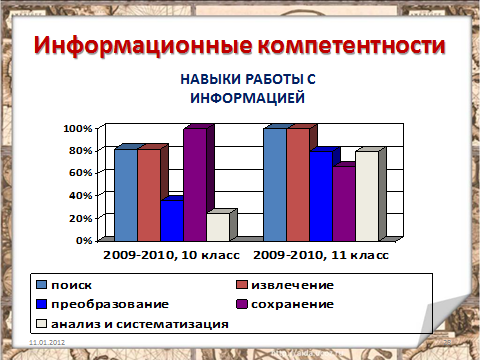 Информационные компетентности
НАВЫКИ РАБОТЫ С
ИНФОРМАЦИЕЙ
100%
80%
60%
40%
20%
0%
2009-2010, 10 класс 2009-2010, 11 класс
поиск извлечение
преобразование сохранение
анализ и систематизация
11.01.2012